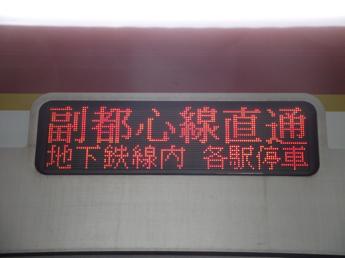 副都心線直通
地下鉄線内 各駅停車